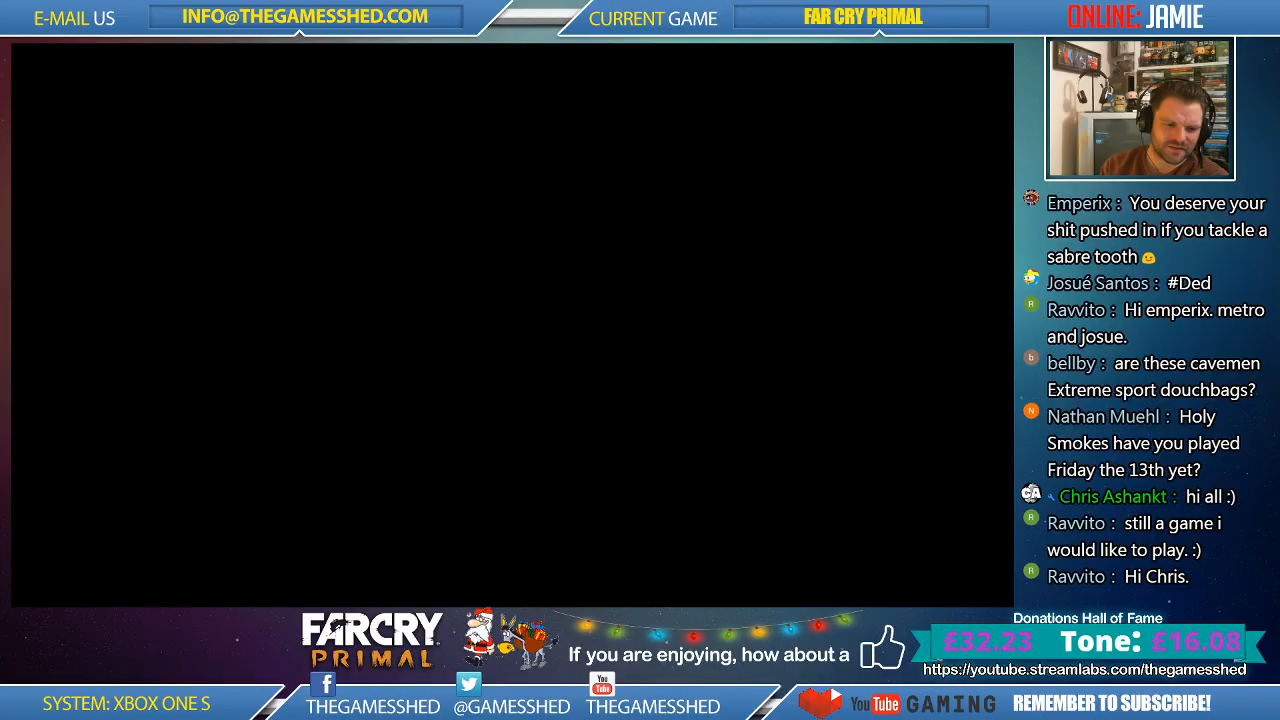 E-MAIL US
INFO@THEGAMESSHED.COM
CURRENT GAME
FAR CRY PRIMAL
ONLINE: JAMIE
Emperix : You deserve your
shit pushed in if you tackle a
sabre tooth
Josué Santos : #Ded
Ravvito : Hi emperix. metro
and josue.
bellby : are these cavemen
Extreme sport douchbags?
Nathan Muehl : Holy
Smokes have you played
Friday the 13th yet?
CA Chris Ashankt : hi all :)
Ravvito : still a game i
would like to play. :)
Ravvito : Hi Chris.
FARCRY
PRIMAL
If you are enjoying, how about a
Donations Hall of Fame
£32.23 Tone: £16.08
https://youtube.streamlabs.com/thegamesshed
SYSTEM: XBOX ONE S
THEGAMESSHED
@GAMESSHED
You Tube
THEGAMESSHED
YouTube GAMING
REMEMBER TO SUBSCRIBE!